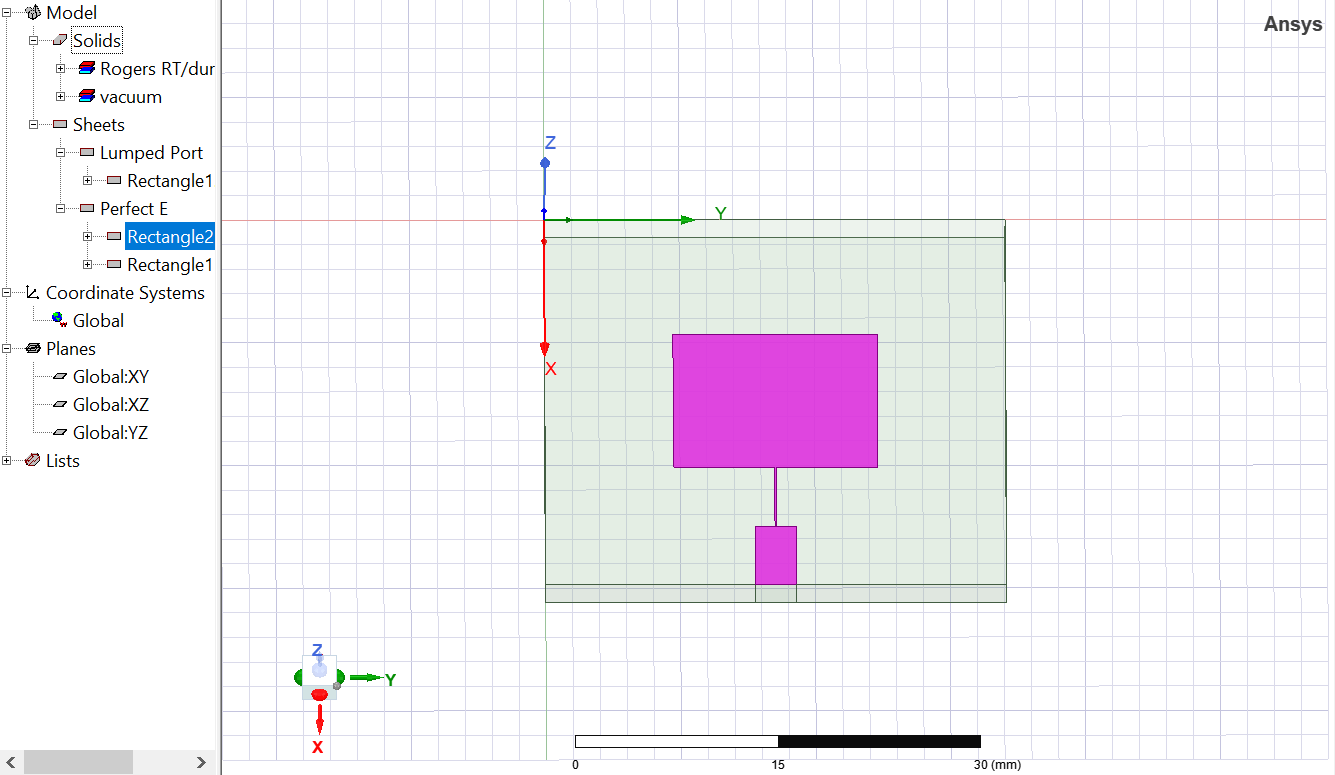 Model
Solids
Rogers RT/dur
vacuum
Sheets
Lumped Port
Rectangle1
Perfect E
Rectangle2
Rectangle1
Coordinate Systems
Global
Planes
Global:XY
Global:XZ
Global:YZ
Lists
Ansys
Z
Y
X
Z
Y
X
0 15 30 (mm)